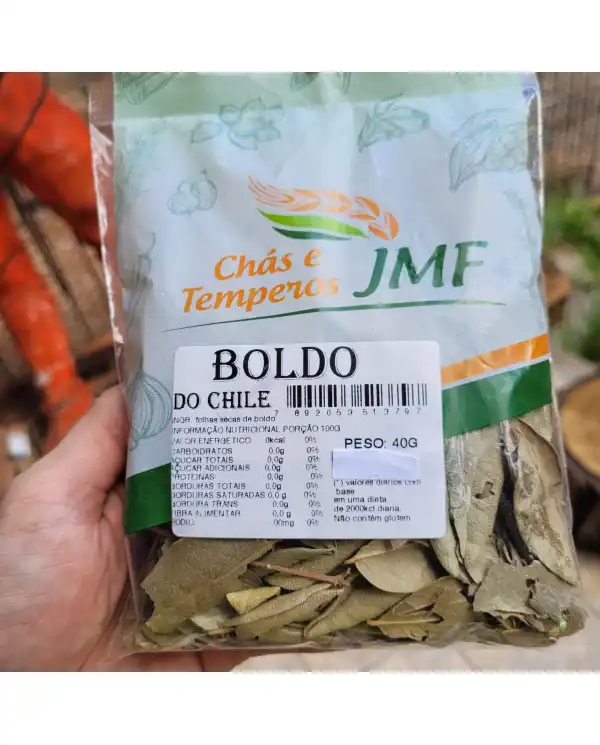 Chás e
Temperos JMF
BOLDO
DO CHILE
7 892053 513797
INGR. folhas secas de boldo
INFORMAÇÃO NUTRICIONAL PORÇÃO 100G
VALOR ENERGETICO 0kcal 0%
CARBOIDRATOS 0,0g 0%
AÇUCAR TOTAIS 0,0g 0%
AÇUCAR ADICIONAIS 0,0g 0%
PROTEINAS 0,0g 0%
GORDURAS TOTAIS 0,0g 0%
GORDURAS SATURADAS 0,0 g 0%
GORDURA TRANS 0,0g 0%
FIBRA ALIMENTAR 0,0 g 0%
SODIO 00mg 0%
PESO: 40G
(*) valores diarios com
base
em uma dieta
de 2000kcl diaria.
Não contém glúten